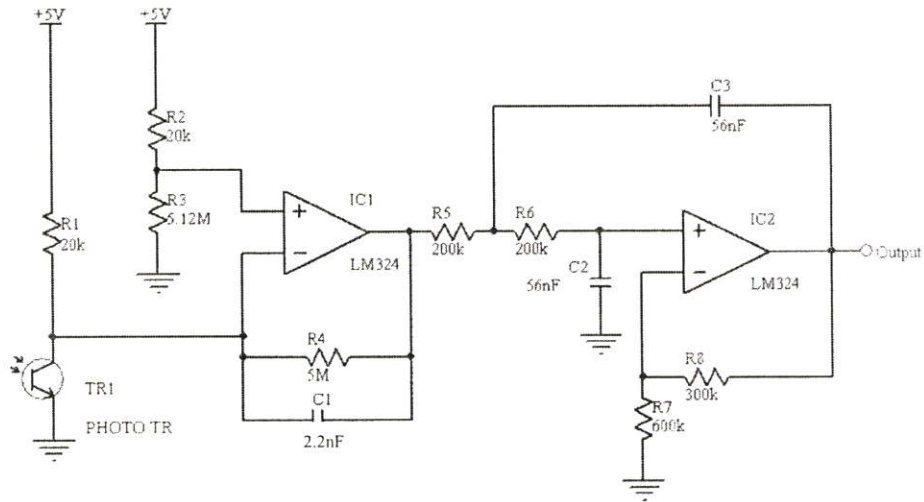 +5V
+5V
R2
20k
R3
5.12M
R1
20k
IC1
LM324
R5
200k
R6
200k
C3
56nF
C2
56nF
IC2
LM324
Output
R4
5M
C1
2.2nF
TR1
PHOTO TR
R8
300k
R7
600k